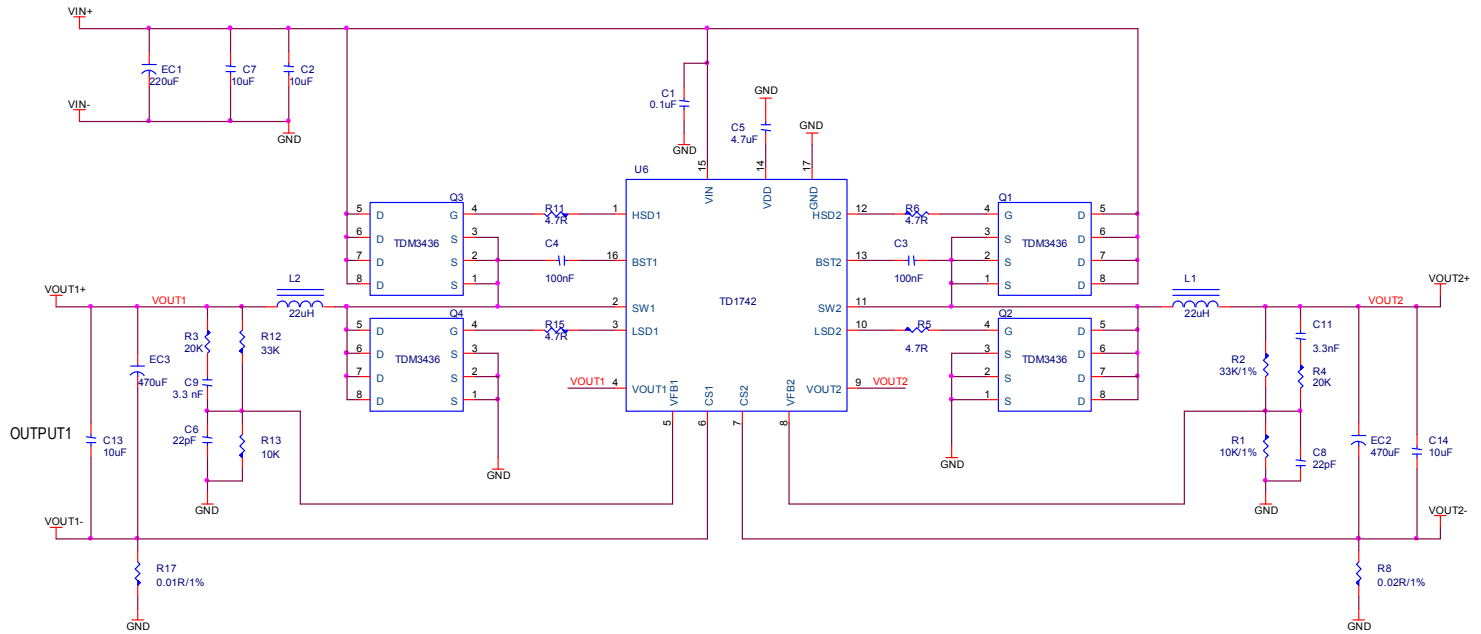 VIN+
EC1
220uF
C7
10uF
C2
10uF
VIN-
GND
C1
0.1uF
GND
GND
C5
4.7uF
GND
U6
15
VIN
14
VDD
17
GND
TD1742
1
HSD1
16
BST1
2
SW1
3
LSD1
4
VOUT1
VOUT1
5
VFB1
6
CS1
7
CS2
8
VFB2
12
HSD2
13
BST2
11
SW2
10
LSD2
9
VOUT2
VOUT2
Q3
5
D
G
4
6
D
S
3
7
D
S
2
8
D
S
1
TDM3436
R11
4.7R
C4
100nF
Q4
5
D
G
4
6
D
S
3
7
D
S
2
8
D
S
1
TDM3436
R15
4.7R
GND
R6
4.7R
C3
100nF
Q1
4
G
D
5
3
S
D
6
2
S
D
7
1
S
D
8
TDM3436
R5
4.7R
Q2
4
G
D
5
3
S
D
6
2
S
D
7
1
S
D
8
TDM3436
GND
L2
22uH
VOUT1+
VOUT1
R3
20K
R12
33K
EC3
470uF
C9
3.3 nF
OUTPUT1
C13
10uF
C6
22pF
R13
10K
GND
VOUT1-
R17
0.01R/1%
GND
L1
22uH
VOUT2+
VOUT2
C11
3.3nF
R2
33K/1%
R4
20K
R1
10K/1%
C8
22pF
EC2
470uF
C14
10uF
GND
VOUT2-
R8
0.02R/1%
GND